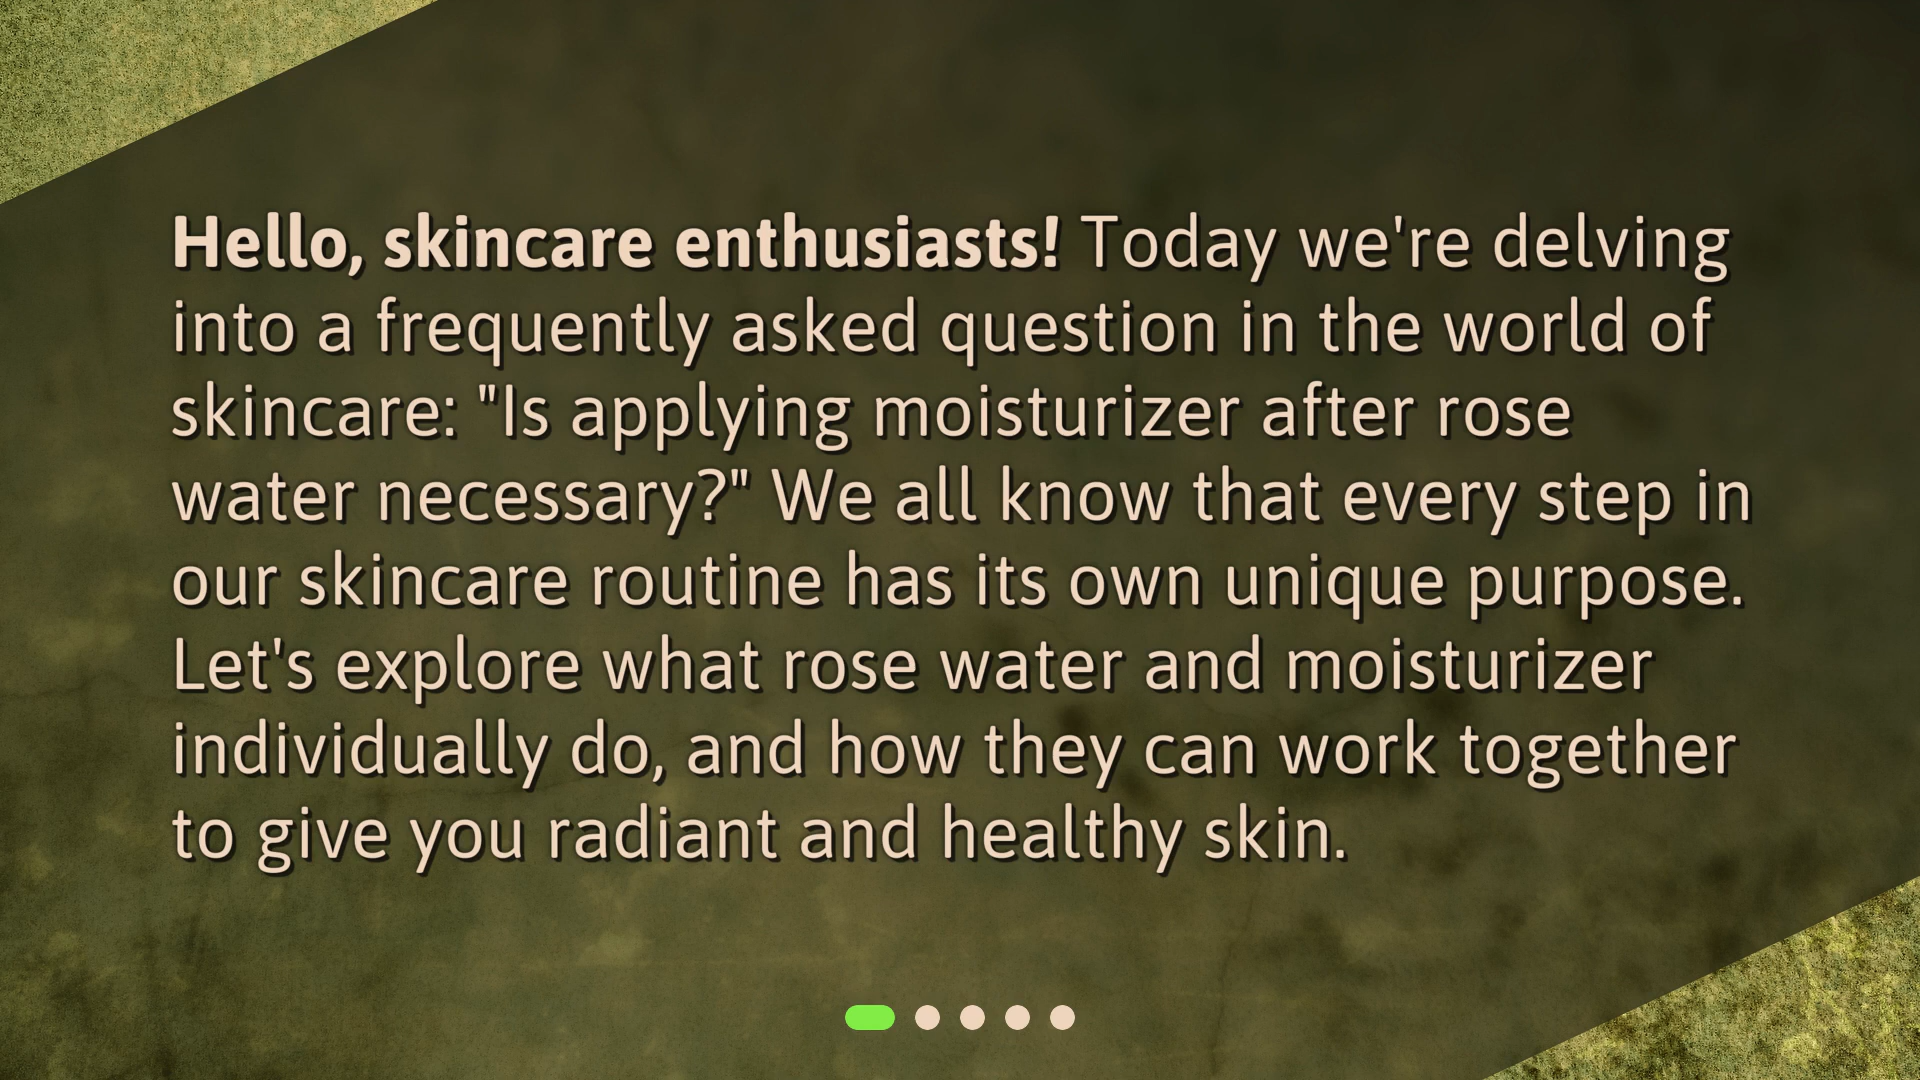 Hello, skincare enthusiasts! Today we're delving
into a frequently asked question in the world of
skincare: "Is applying moisturizer after rose
water necessary?" We all know that every step in
our skincare routine has its own unique purpose.
Let's explore what rose water and moisturizer
individually do, and how they can work together
to give you radiant and healthy skin.